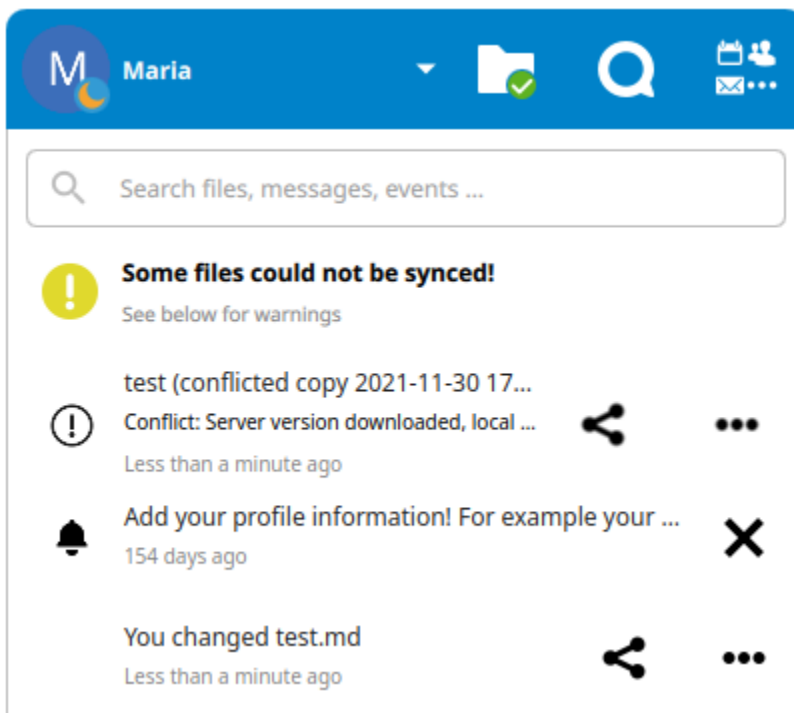 M
Maria
Search files, messages, events ...
Some files could not be synced!
See below for warnings
test (conflicted copy 2021-11-30 17...
Conflict: Server version downloaded, local ...
Less than a minute ago
Add your profile information! For example your ...
154 days ago
You changed test.md
Less than a minute ago